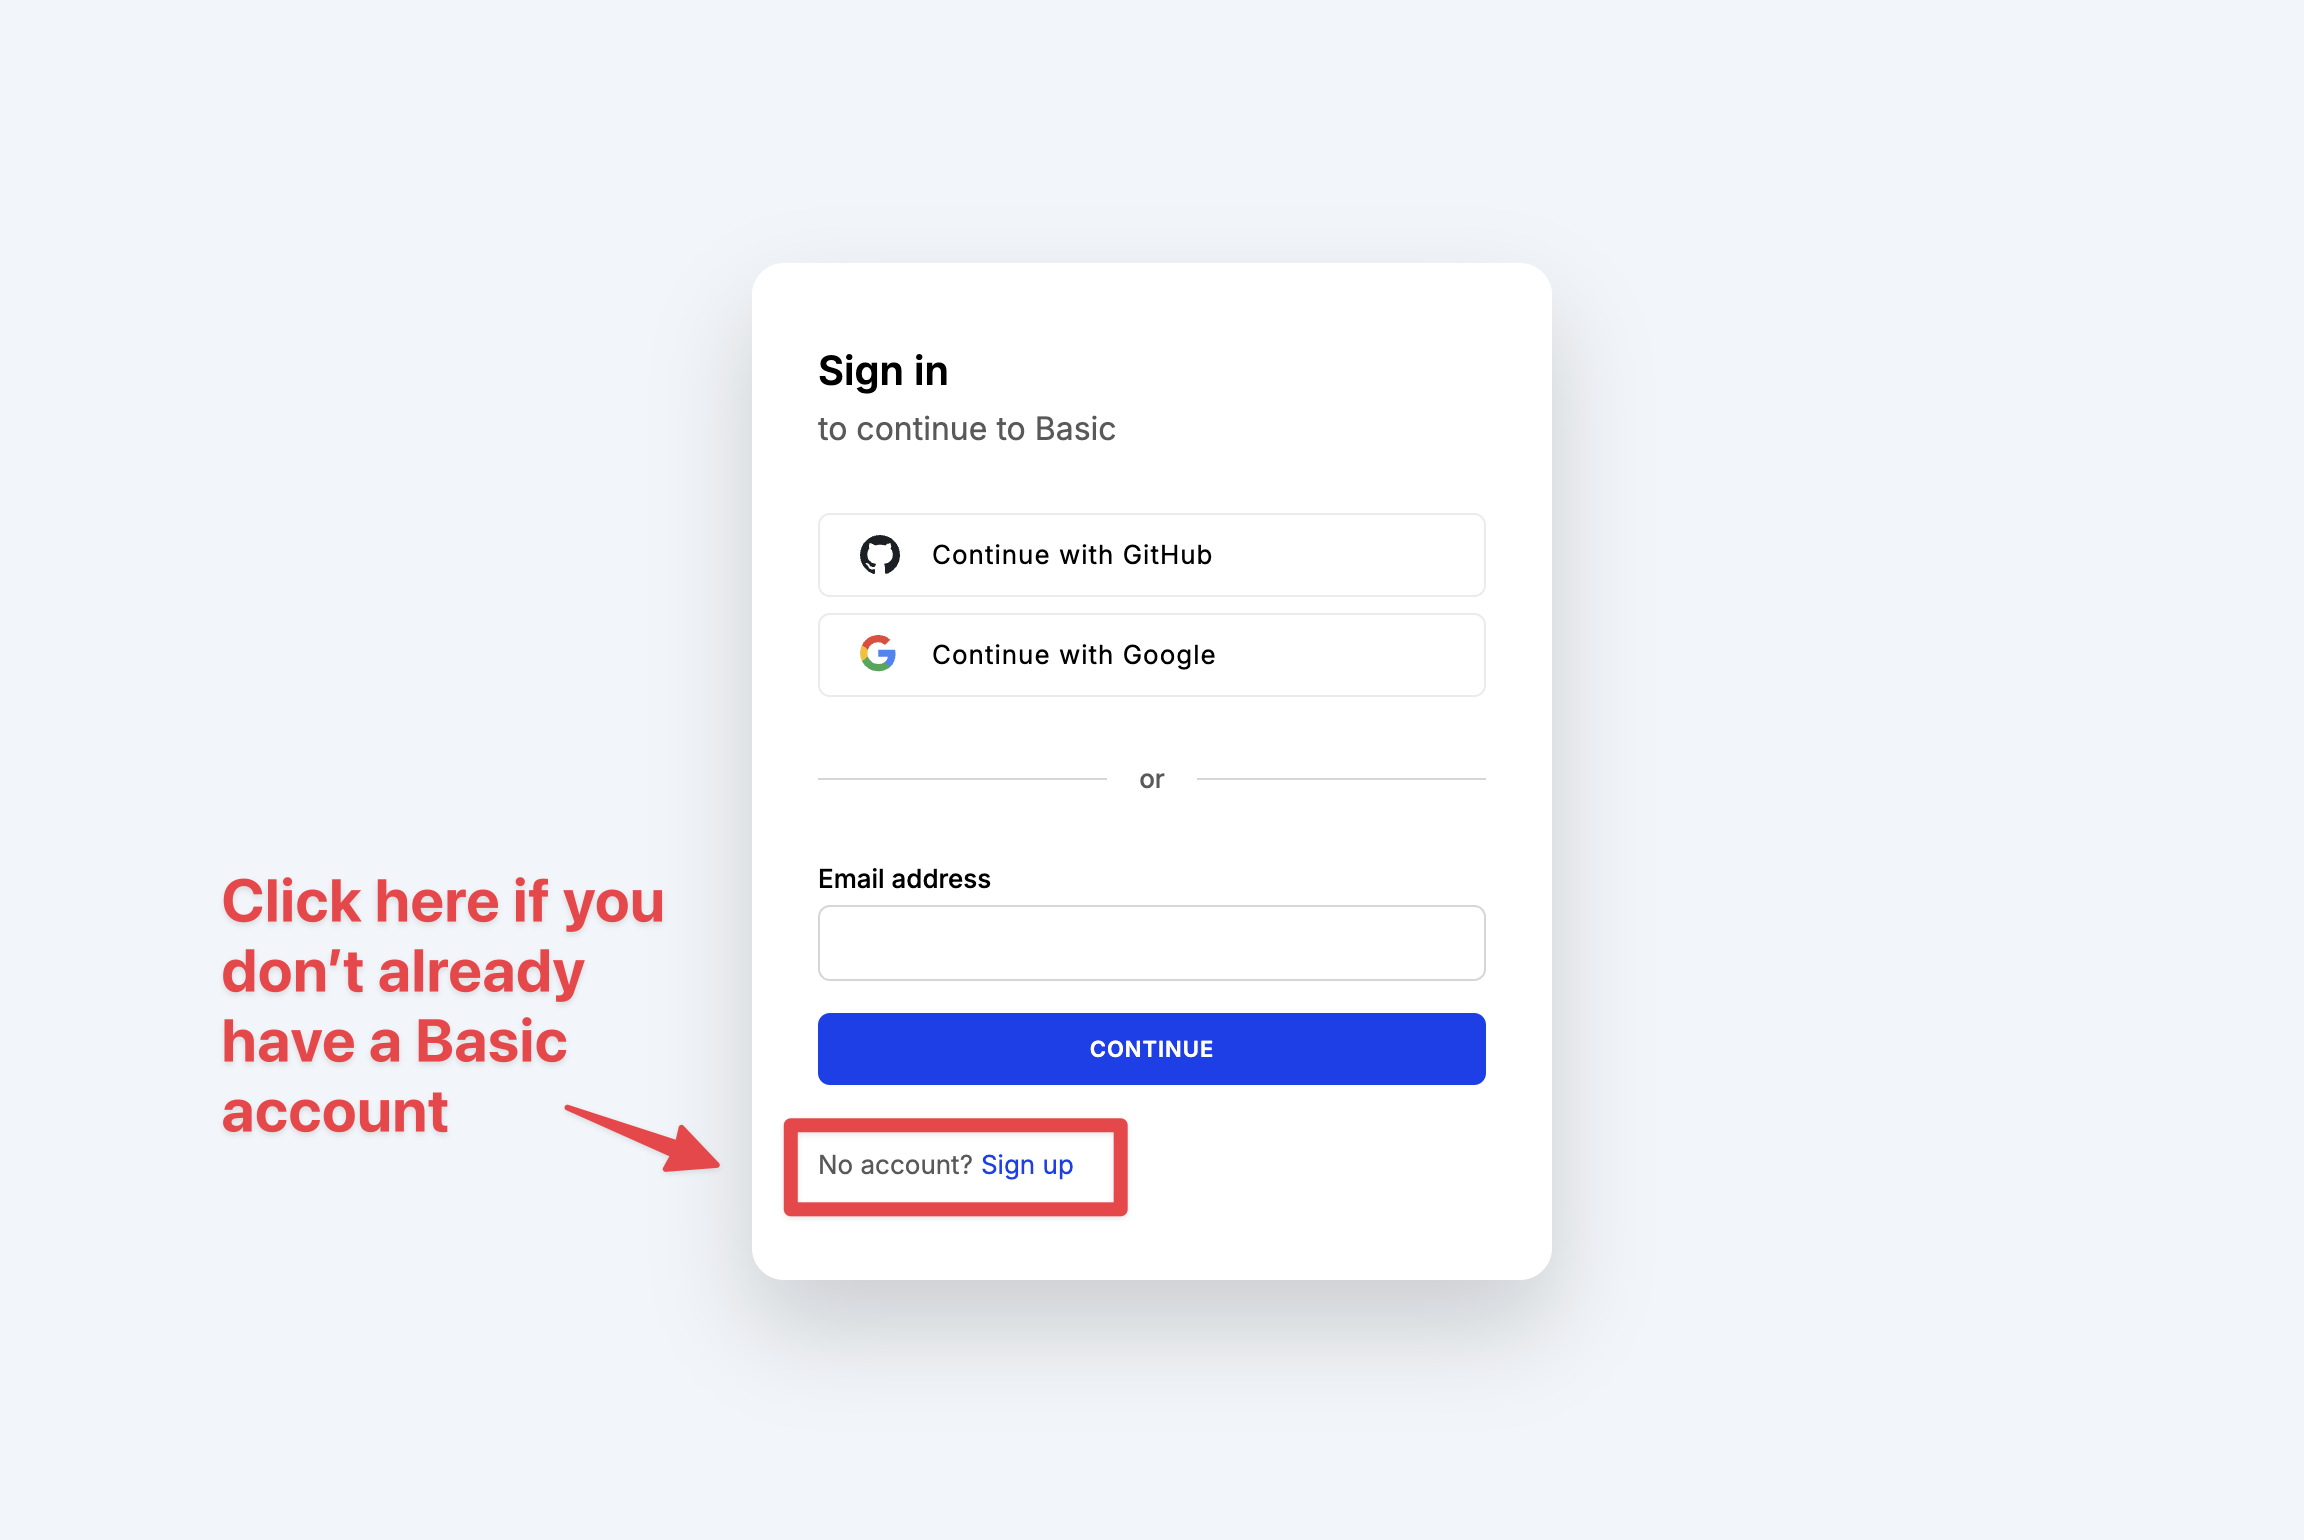 Sign in
to continue to Basic
Continue with GitHub
Continue with Google
or
Email address
CONTINUE
No account? Sign up
Click here if you
don’t already
have a Basic
account